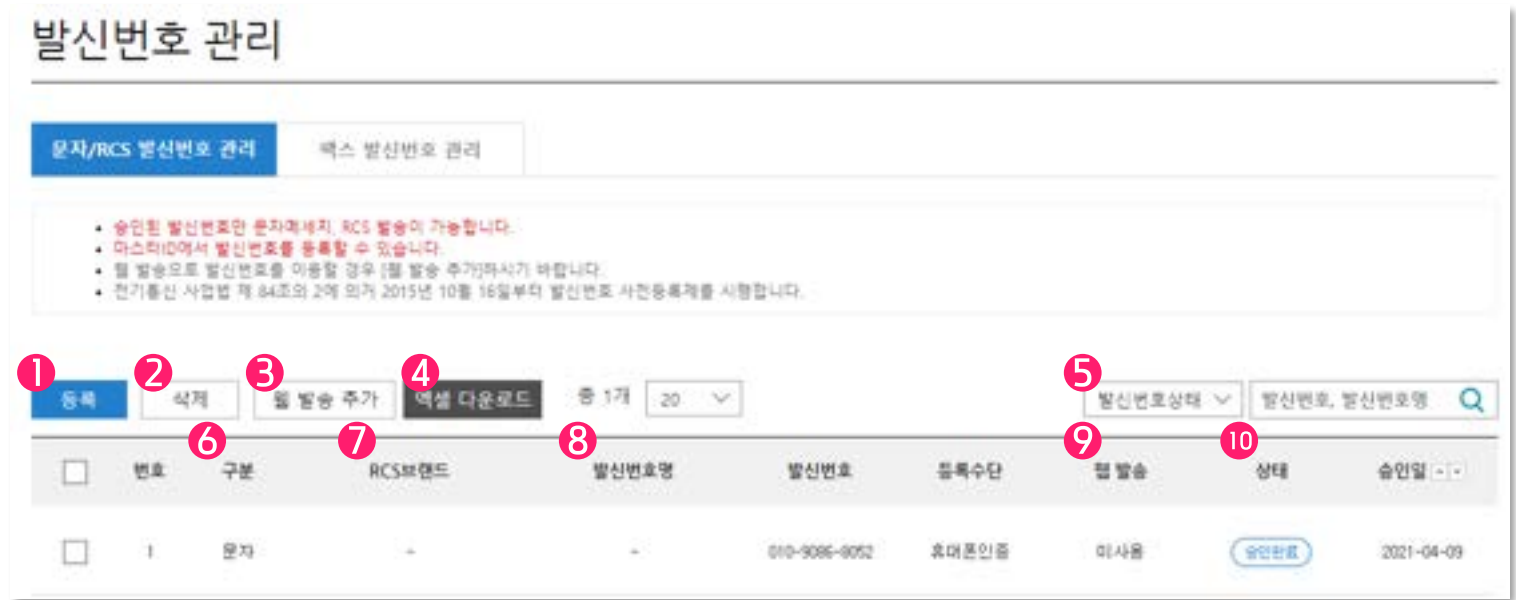 발신번호 관리
문자/RCS 발신번호 관리 팩스 발신번호 관리
• 승인된 발신번호만 문자메세지, RCS 발송이 가능합니다.
• 마스터ID에서 발신번호를 등록할 수 있습니다.
• 웹 발송으로 발신번호를 이용할 경우 [웹 발송 추가]하시기 바랍니다.
• 전기통신 사업법 제 84조의 2에 의거 2015년 10월 16일부터 발신번호 사전등록제를 시행합니다.
1 2 3 4 5
등록 삭제 웹 발송 추가 엑셀 다운로드 총 1개 20 발신번호상태 발신번호, 발신번호명
6 7 8 9 10
번호 구분 RCS브랜드 발신번호명 발신번호 등록수단 웹 발송 상태 승인일
1 문자 - - 010-9086-8052 휴대폰인증 미사용 승인완료 2021-04-09